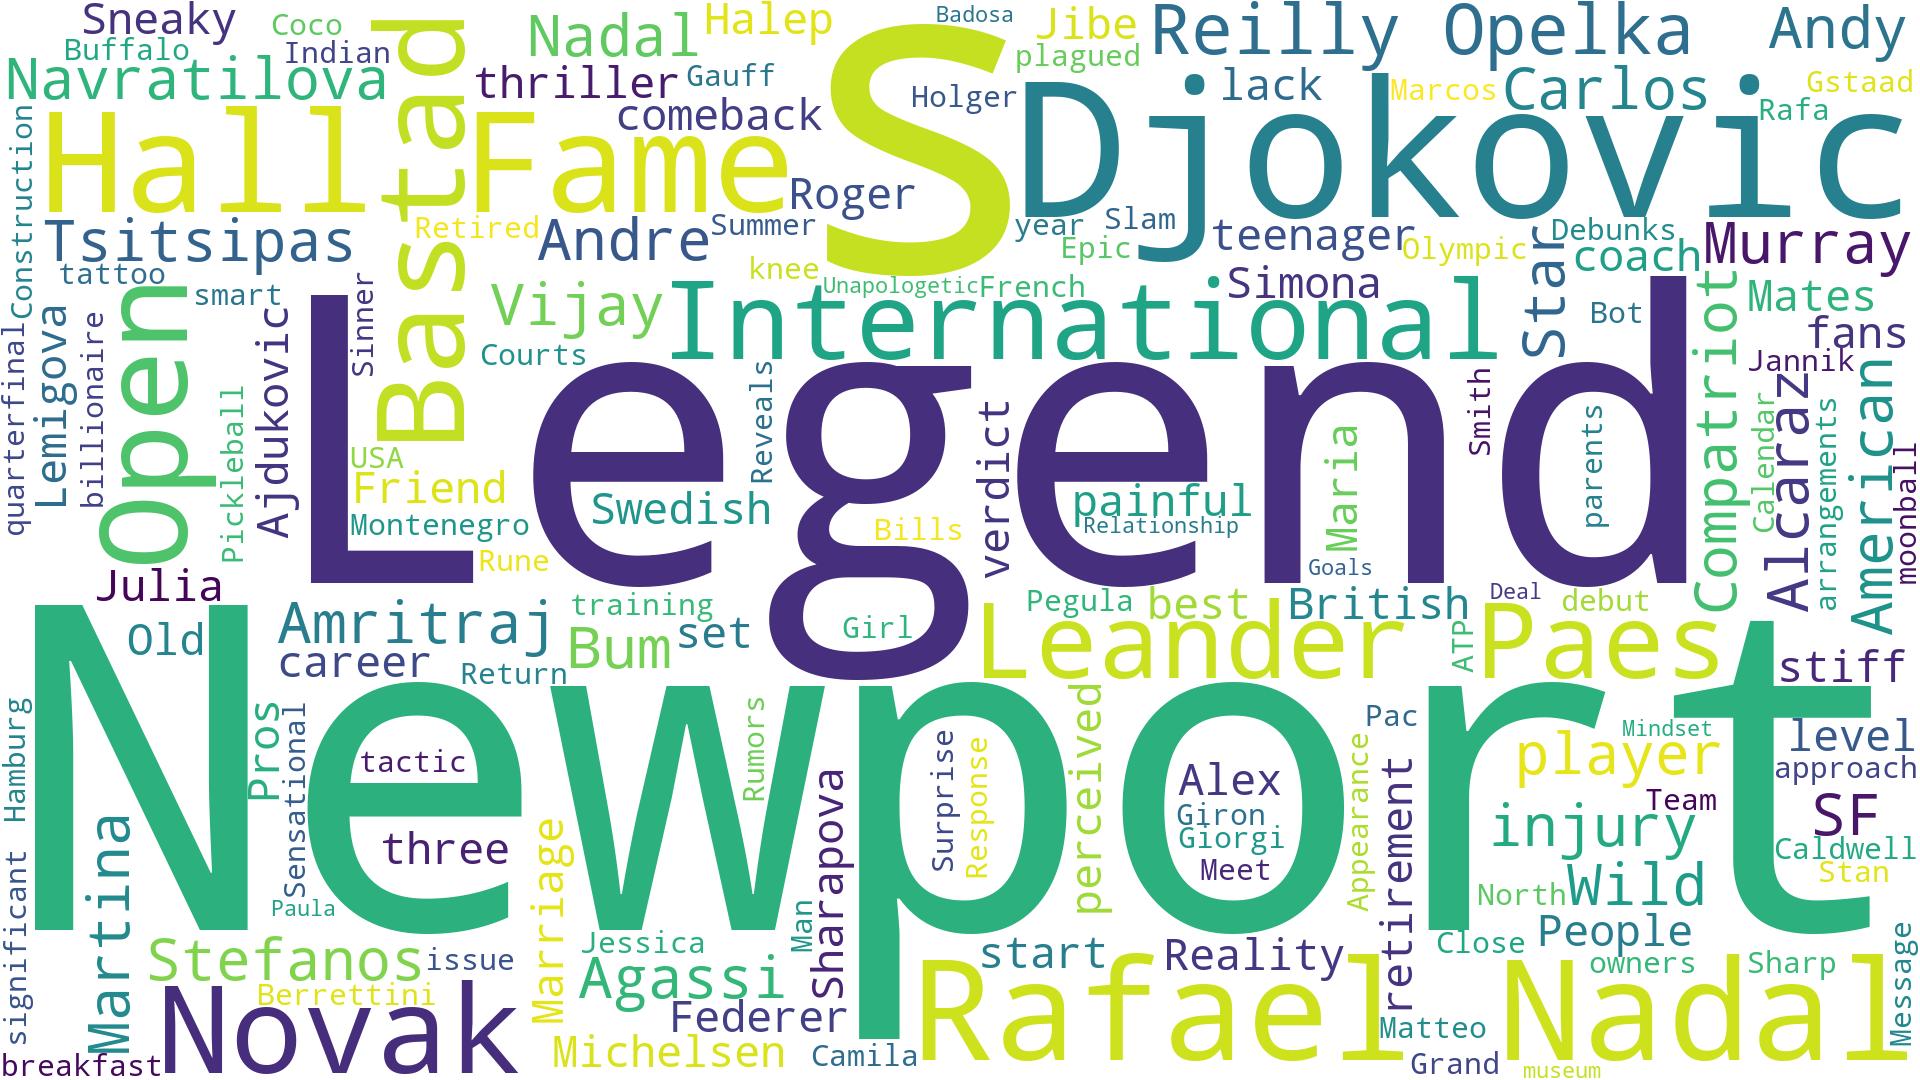 Sneaky
Coco
Nadal
Halep
Badosa
Jibe
Reilly Opelka
Andy
Buffalo
Indian
Bastad
S
plagued
Navratilova
thriller
Gauff
Holger
Djokovic
lack
Marcos
Carlos
Gstaad
Rafa
comeback
Construction
Hall
Fame
Roger
Tsitsipas
Retired
Andre
Summer
year
Slam
teenager
Olympic
Star
Debunks
coach
Murray
Epic
knee
tattoo
smart
Sinner
Vijay
International
Unapologetic
French
Simona
Bot
Compatriot
Mates
fans
Open
Lemigova
billionaire
quarterfinal
Pickleball
Ajdukovic
Courts
Reveals
Legend
verdict
Maria
Smith
parents
Jannik
Alcaraz
Calendar
arrangements
American
moonball
USA
Friend
Montenegro
Swedish
Bills
painful
Relationship
Rune
Goals
Julia
Amritraj
training
Bum
set
Girl
Pegula
best
British
Deal
debut
Leander
ATP
Paes
Old
career
Return
stiff
Newport
Hamburg
Pros
Sensational
tactic
Rumors
Surprise
Response
perceived
Pac
Mindset
player
level
approach
Alex
Team
SF
Giron
Giorgi
Meet
Appearance
retirement
injury
Caldwell
Stan
Wild
North
three
Sharapova
Marriage
Martina
significant
Paula
Stefanos
issue
Jessica
Man
start
Reality
Close
People
owners
Sharp
Message
Berrettini
Agassi
Novak
Federer
Rafael
Nadal
Matteo
Michelsen
Camila
Grand
museum
breakfast